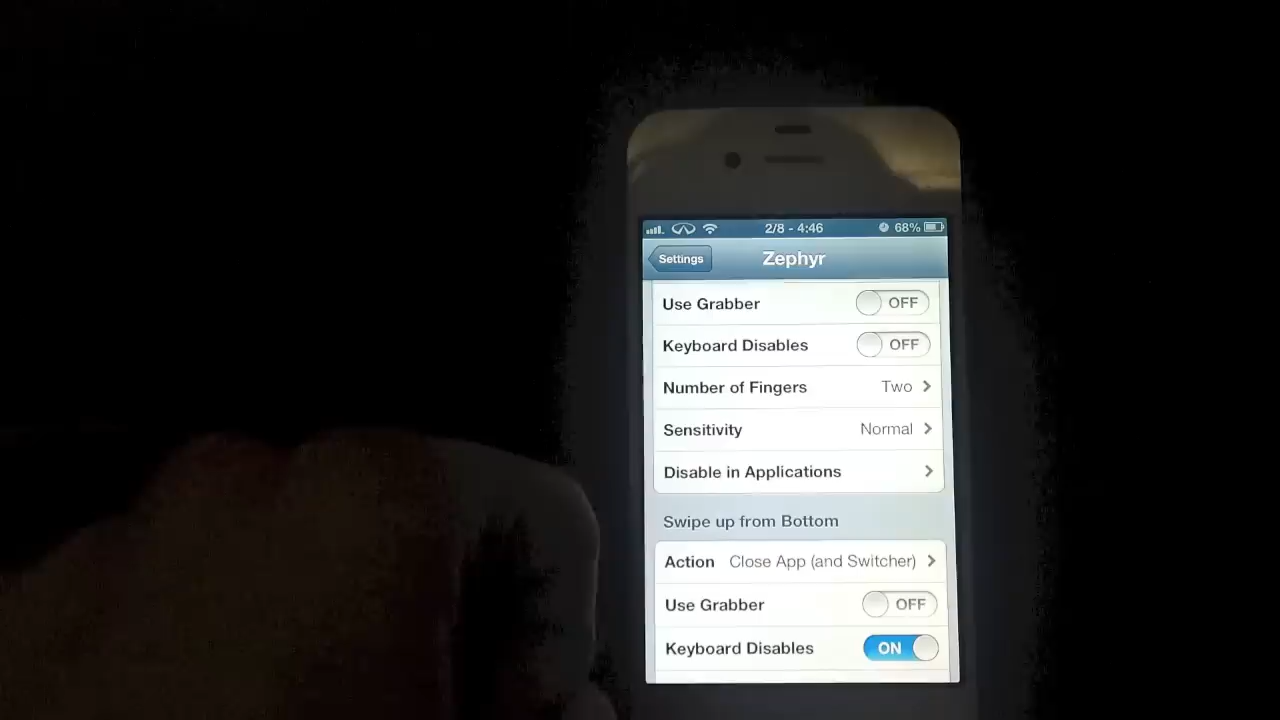 2/8 - 4:46 68%
Settings Zephyr
Use Grabber OFF
Keyboard Disables OFF
Number of Fingers Two
Sensitivity Normal
Disable in Applications
Swipe up from Bottom
Action Close App (and Switcher)
Use Grabber OFF
Keyboard Disables ON